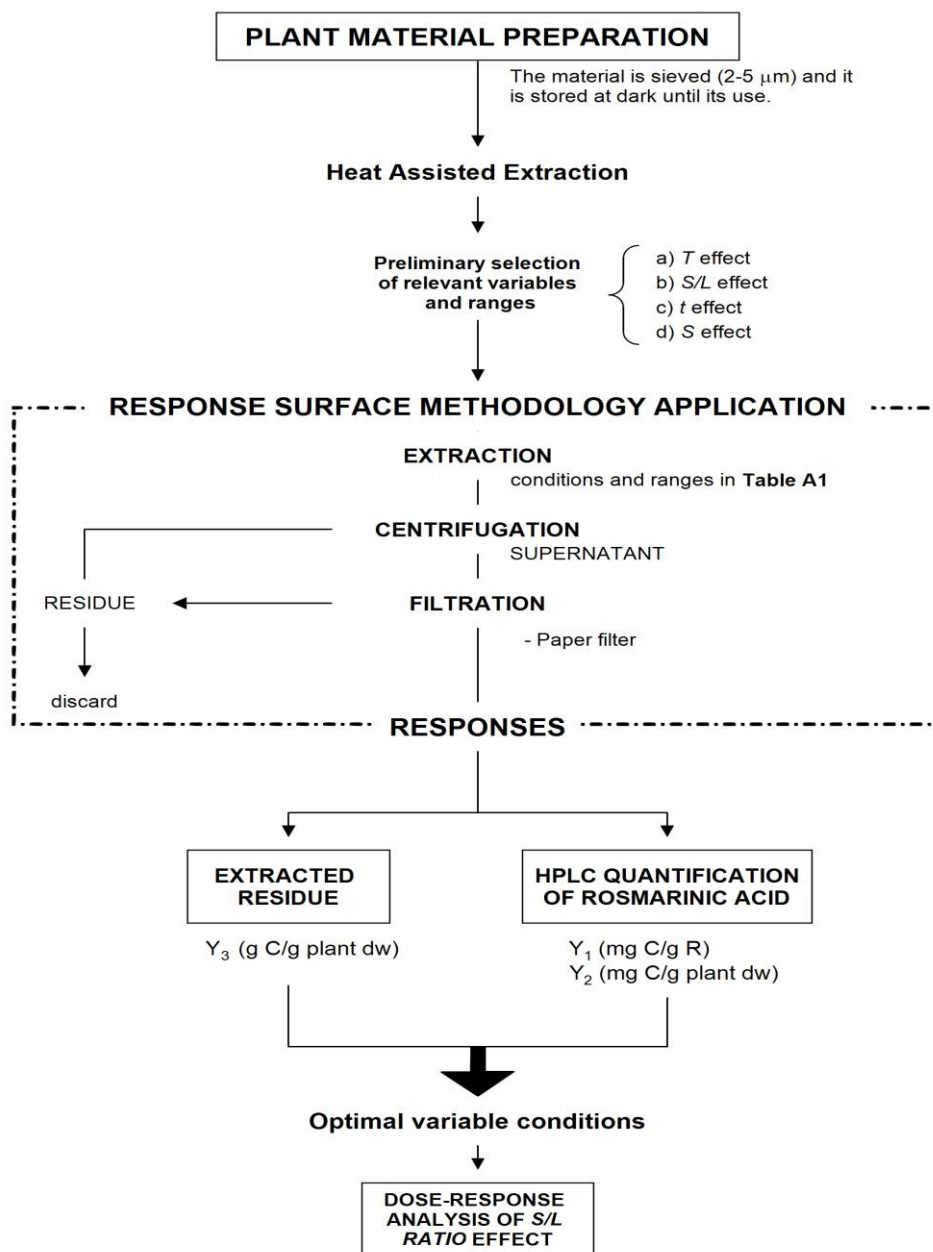 PLANT MATERIAL PREPARATION
The material is sieved (2-5 μm) and it
is stored at dark until its use.
Heat Assisted Extraction
Preliminary selection
of relevant variables
and ranges
a) T effect
b) S/L effect
c) t effect
d) S effect
RESPONSE SURFACE METHODOLOGY APPLICATION
EXTRACTION
conditions and ranges in Table A1
CENTRIFUGATION
SUPERNATANT
RESIDUE
FILTRATION
- Paper filter
discard
RESPONSES
EXTRACTED
RESIDUE
Y3 (g C/g plant dw)
HPLC QUANTIFICATION
OF ROSMARINIC ACID
Y1 (mg C/g R)
Y2 (mg C/g plant dw)
Optimal variable conditions
DOSE-RESPONSE
ANALYSIS OF S/L
RATIO EFFECT